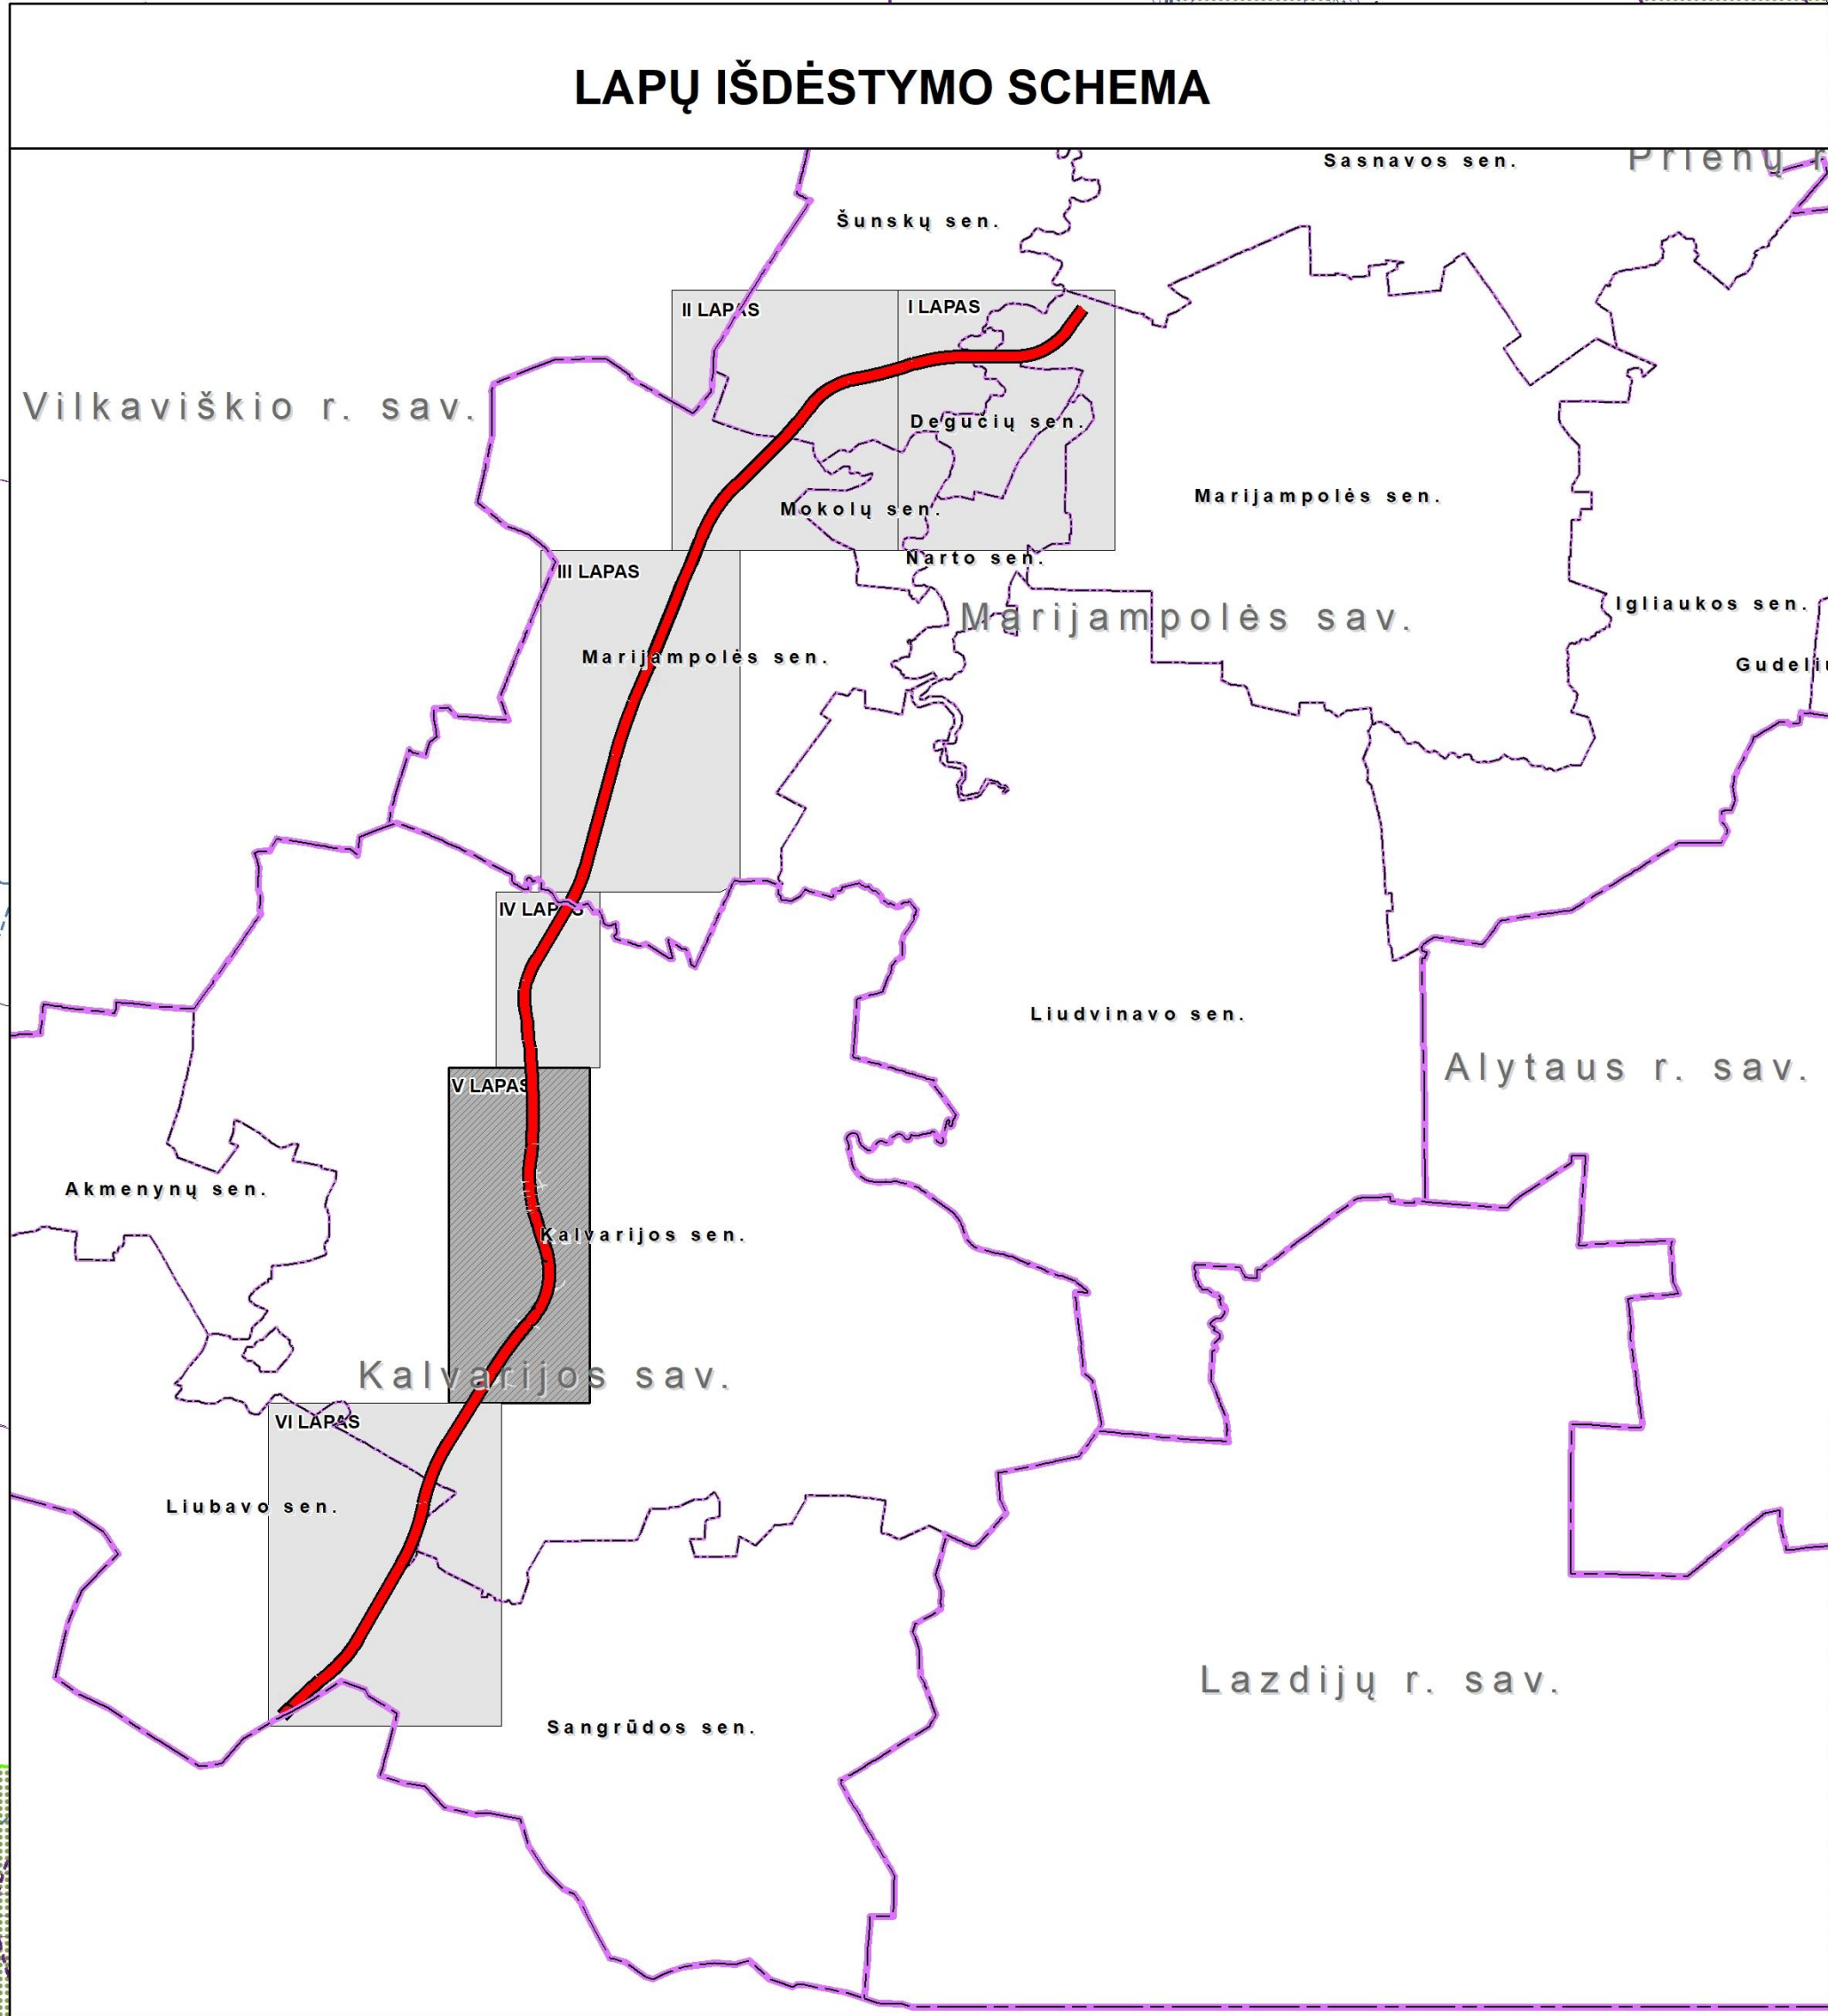 LAPŲ IŠDĖSTYMO SCHEMA
Sasnavos sen.
Prienų r
Šunskų sen.
II LAPAS
I LAPAS
Vilkaviškio r. sav.
Degučių sen.
Marijampolės sen.
Mokolų sen.
Narto sen.
III LAPAS
Igliaukos sen.
Marijampolės sav.
Marijampolės sen.
Gudelių
IV LAPAS
Liudvinavo sen.
Alytaus r. sav.
V LAPAS
Akmenynų sen.
Kalvarijos sen.
Kalvarijos sav.
VI LAPAS
Liubavo sen.
Lazdijų r. sav.
Sangrūdos sen.